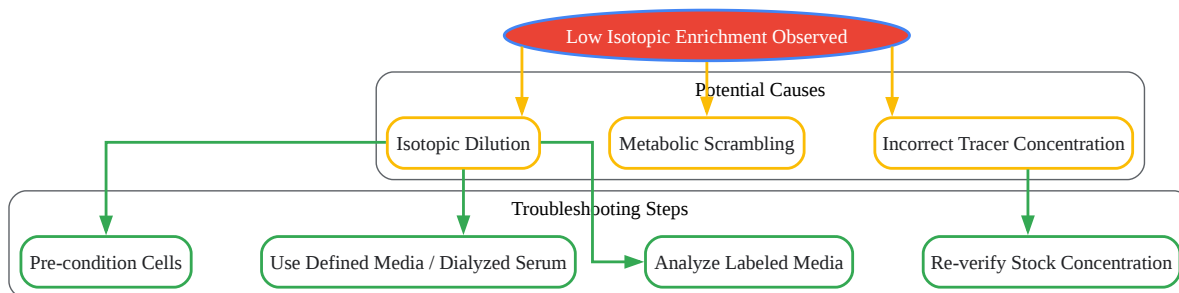 Low Isotopic Enrichment Observed
Potential Causes
Isotopic Dilution
Metabolic Scrambling
Incorrect Tracer Concentration
Troubleshooting Steps
Pre-condition Cells
Use Defined Media / Dialyzed Serum
Analyze Labeled Media
Re-verify Stock Concentration